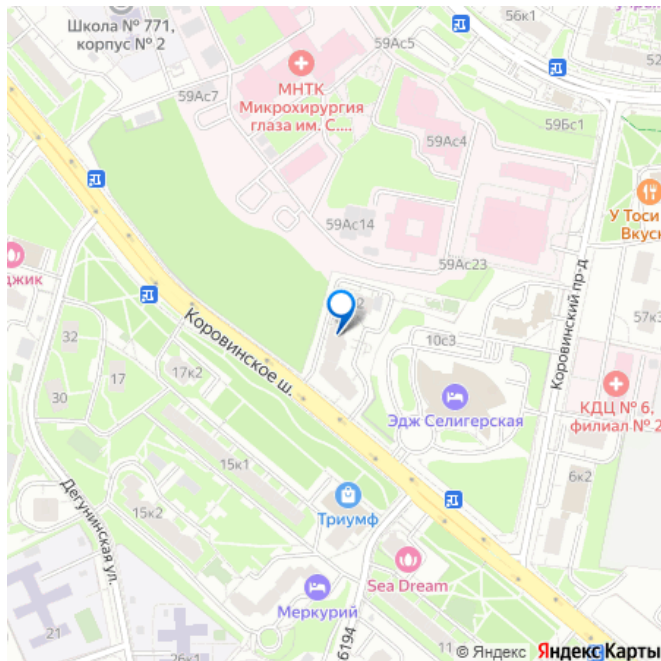 Школа № 771,
корпус № 2
59Ас5
56к1
МНТК
Микрохирургия
глаза им. С....
59Ас7
59Ас4
59Бс1
У Тоси
59Ас14
59Ас23
10с3
57к3
джик
32
17
17к2
30
Коровинское ш.
Коровинский пр-д
Эдж Селигерская
КДЦ № 6,
филиал № 2
6к2
15к1
15к2
Дегунинская ул.
Триумф
Sea Dream
Меркурий
6194
21
26к1
11
© Яндекс Яндекс Карты